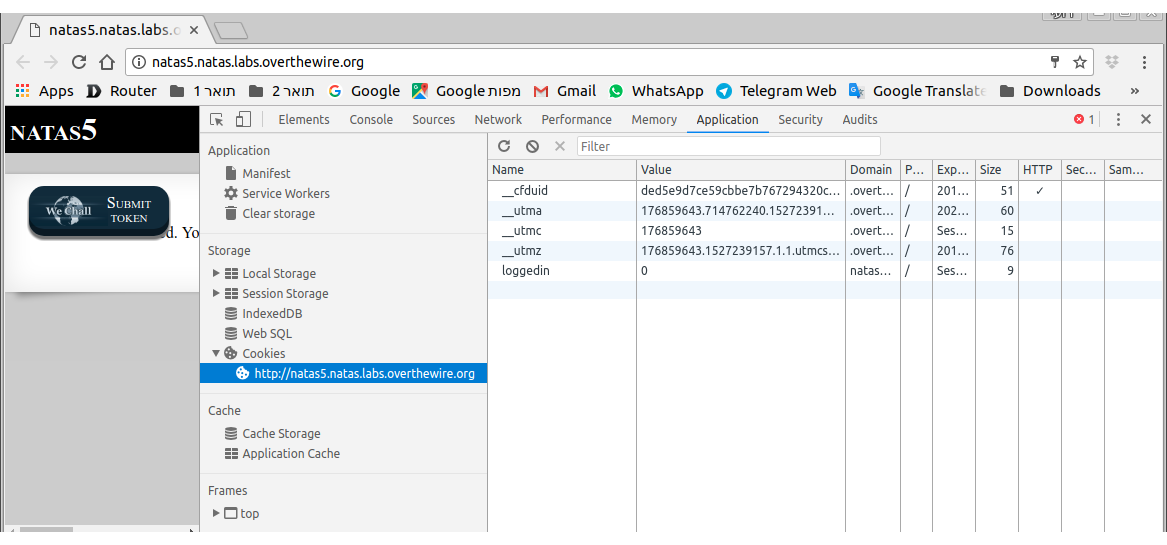 natas5.natas.labs.o
natas5.natas.labs.overthewire.org
Apps Router תואר 1 תואר 2 Google מפות Google Gmail WhatsApp Telegram Web Google Translate Downloads »
NATAS5
Elements Console Sources Network Performance Memory Application Security Audits 1
WeChall
SUBMIT
TOKEN
d. Yo
Application
Manifest
Service Workers
Clear storage
Storage
Local Storage
Session Storage
IndexedDB
Web SQL
Cookies
http://natas5.natas.labs.overthewire.org
Cache
Cache Storage
Application Cache
Frames
top
Filter
Name Value Domain P... Exp... Size HTTP Sec... Sam...
__cfduid ded5e9d7ce59cbbe7b767294320c... .overt... / 201... 51 ✓
__utma 176859643.714762240.15272391... .overt... / 202... 60
__utmc 176859643 .overt... / Ses... 15
__utmz 176859643.1527239157.1.1.utmcs... .overt... / 201... 76
loggedin 0 natas... / Ses... 9